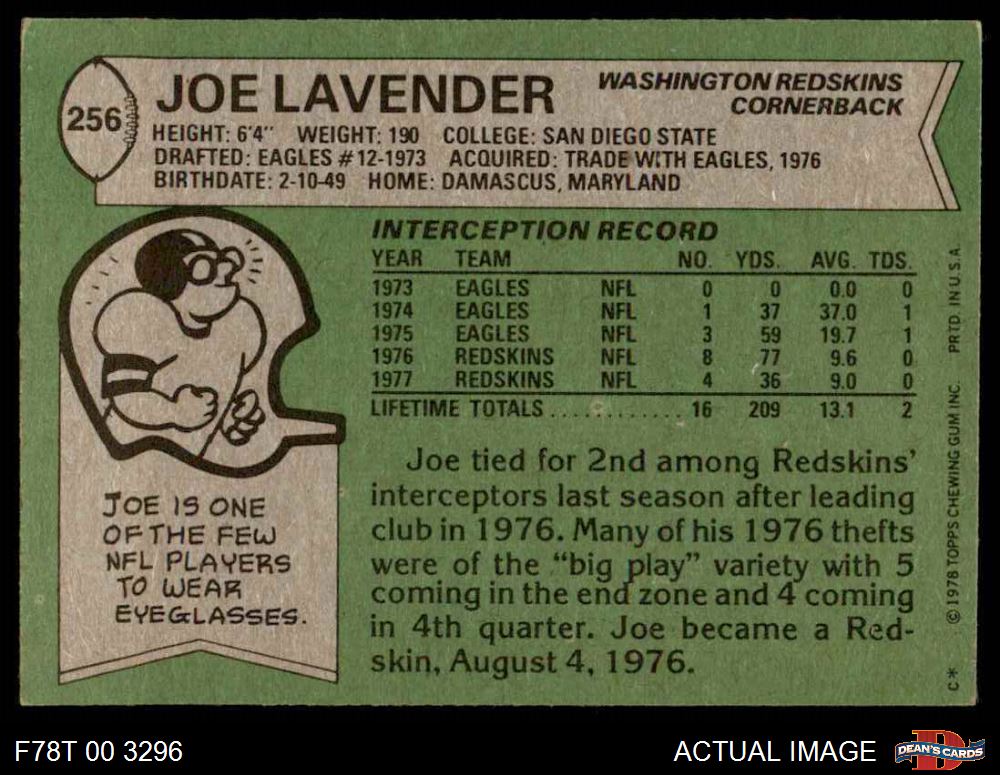 256
JOE LAVENDER
WASHINGTON REDSKINS
CORNERBACK
HEIGHT: 6'4" WEIGHT: 190 COLLEGE: SAN DIEGO STATE
DRAFTED: EAGLES #12-1973 ACQUIRED: TRADE WITH EAGLES, 1976
BIRTHDATE: 2-10-49 HOME: DAMASCUS, MARYLAND
INTERCEPTION RECORD
YEAR TEAM NO. YDS. AVG. TDS.
1973 EAGLES NFL 0 0 0.0 0
1974 EAGLES NFL 1 37 37.0 1
1975 EAGLES NFL 3 59 19.7 1
1976 REDSKINS NFL 8 77 9.6 0
1977 REDSKINS NFL 4 36 9.0 0
LIFETIME TOTALS............ 16 209 13.1 2
JOE IS ONE
OF THE FEW
NFL PLAYERS
TO WEAR
EYEGLASSES.
Joe tied for 2nd among Redskins'
interceptors last season after leading
club in 1976. Many of his 1976 thefts
were of the "big play" variety with 5
coming in the end zone and 4 coming
in 4th quarter. Joe became a Red-
skin, August 4, 1976.
C* ©1978 TOPPS CHEWING GUM INC. PRTD. IN U.S.A.
F78T 00 3296
ACTUAL IMAGE
D
DEAN'S CARDS